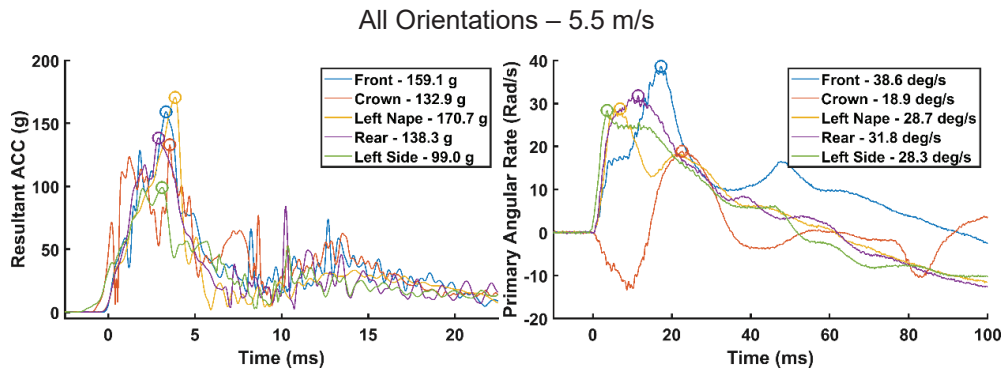 All Orientations – 5.5 m/s
Resultant ACC (g)
200
150
100
50
0
Front - 159.1 g
Crown - 132.9 g
Left Nape - 170.7 g
Rear - 138.3 g
Left Side - 99.0 g
0 5 10 15 20
Time (ms)
Primary Angular Rate (Rad/s)
40
30
20
10
0
-10
-20
Front - 38.6 deg/s
Crown - 18.9 deg/s
Left Nape - 28.7 deg/s
Rear - 31.8 deg/s
Left Side - 28.3 deg/s
0 20 40 60 80 100
Time (ms)